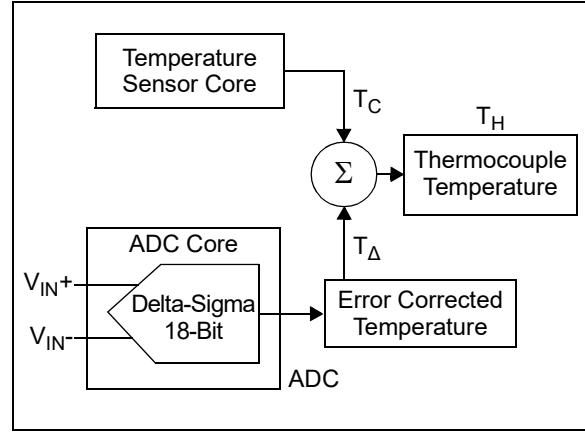 Temperature
Sensor Core
T_C
T_H
Σ
Thermocouple
Temperature
ADC Core
T_Δ
V_IN+
Delta-Sigma
18-Bit
V_IN-
Error Corrected
Temperature
ADC